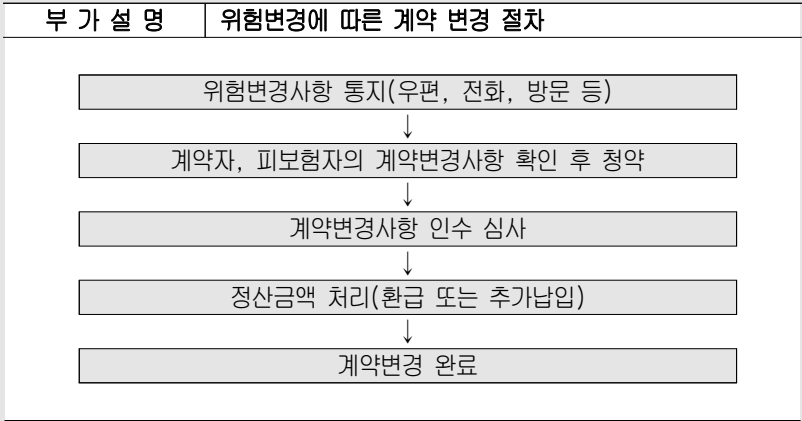 부 가 설 명 위험변경에 따른 계약 변경 절차
위험변경사항 통지(우편, 전화, 방문 등)
↓
계약자, 피보험자의 계약변경사항 확인 후 청약
↓
계약변경사항 인수 심사
↓
정산금액 처리(환급 또는 추가납입)
↓
계약변경 완료